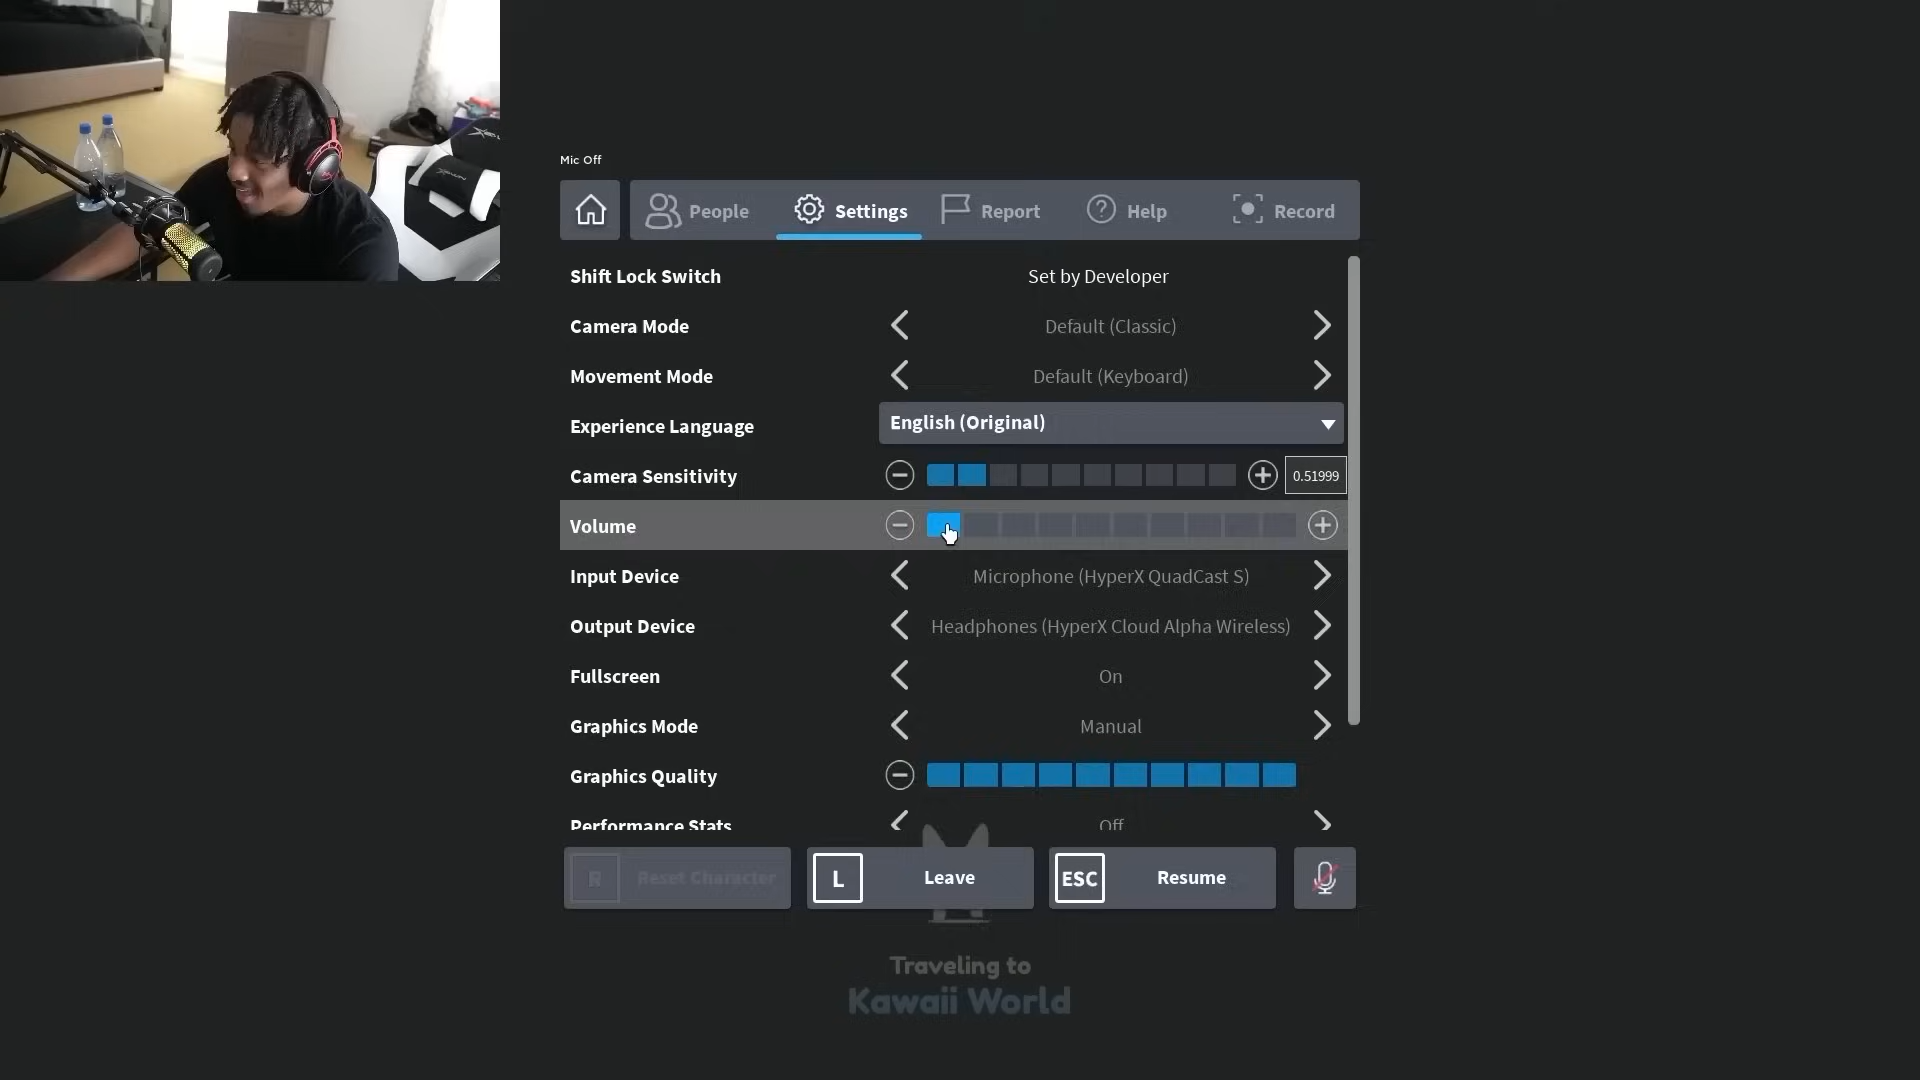 Mic Off
People
Settings
Report
Help
Record
Shift Lock Switch
Set by Developer
Camera Mode
Default (Classic)
Movement Mode
Default (Keyboard)
Experience Language
English (Original)
Camera Sensitivity
0.51999
Volume
Input Device
Microphone (HyperX QuadCast S)
Output Device
Headphones (HyperX Cloud Alpha Wireless)
Fullscreen
On
Graphics Mode
Manual
Graphics Quality
Performance Stats
Off
R
Reset Character
L
Leave
ESC
Resume
Traveling to
Kawaii World